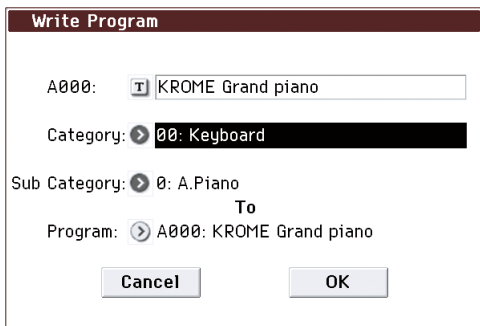 Write Program
A000: T KROME Grand piano
Category: 00: Keyboard
Sub Category: 0: A.Piano
To
Program: A000: KROME Grand piano
Cancel OK